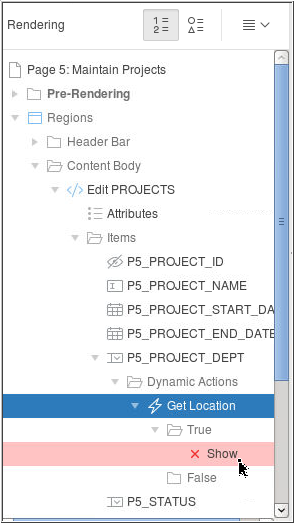 Rendering
Page 5: Maintain Projects
Pre-Rendering
Regions
Header Bar
Content Body
Edit PROJECTS
Attributes
Items
P5_PROJECT_ID
P5_PROJECT_NAME
P5_PROJECT_START_DA
P5_PROJECT_END_DATE
P5_PROJECT_DEPT
Dynamic Actions
Get Location
True
Show
False
P5_STATUS